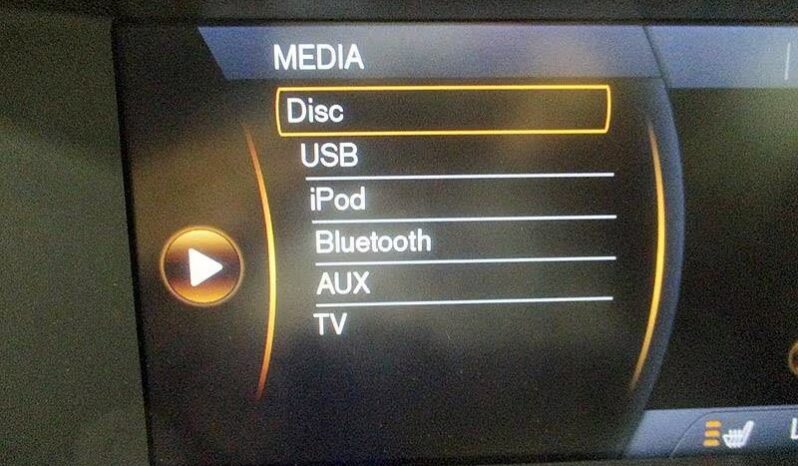 MEDIA
Disc
USB
iPod
Bluetooth
AUX
TV